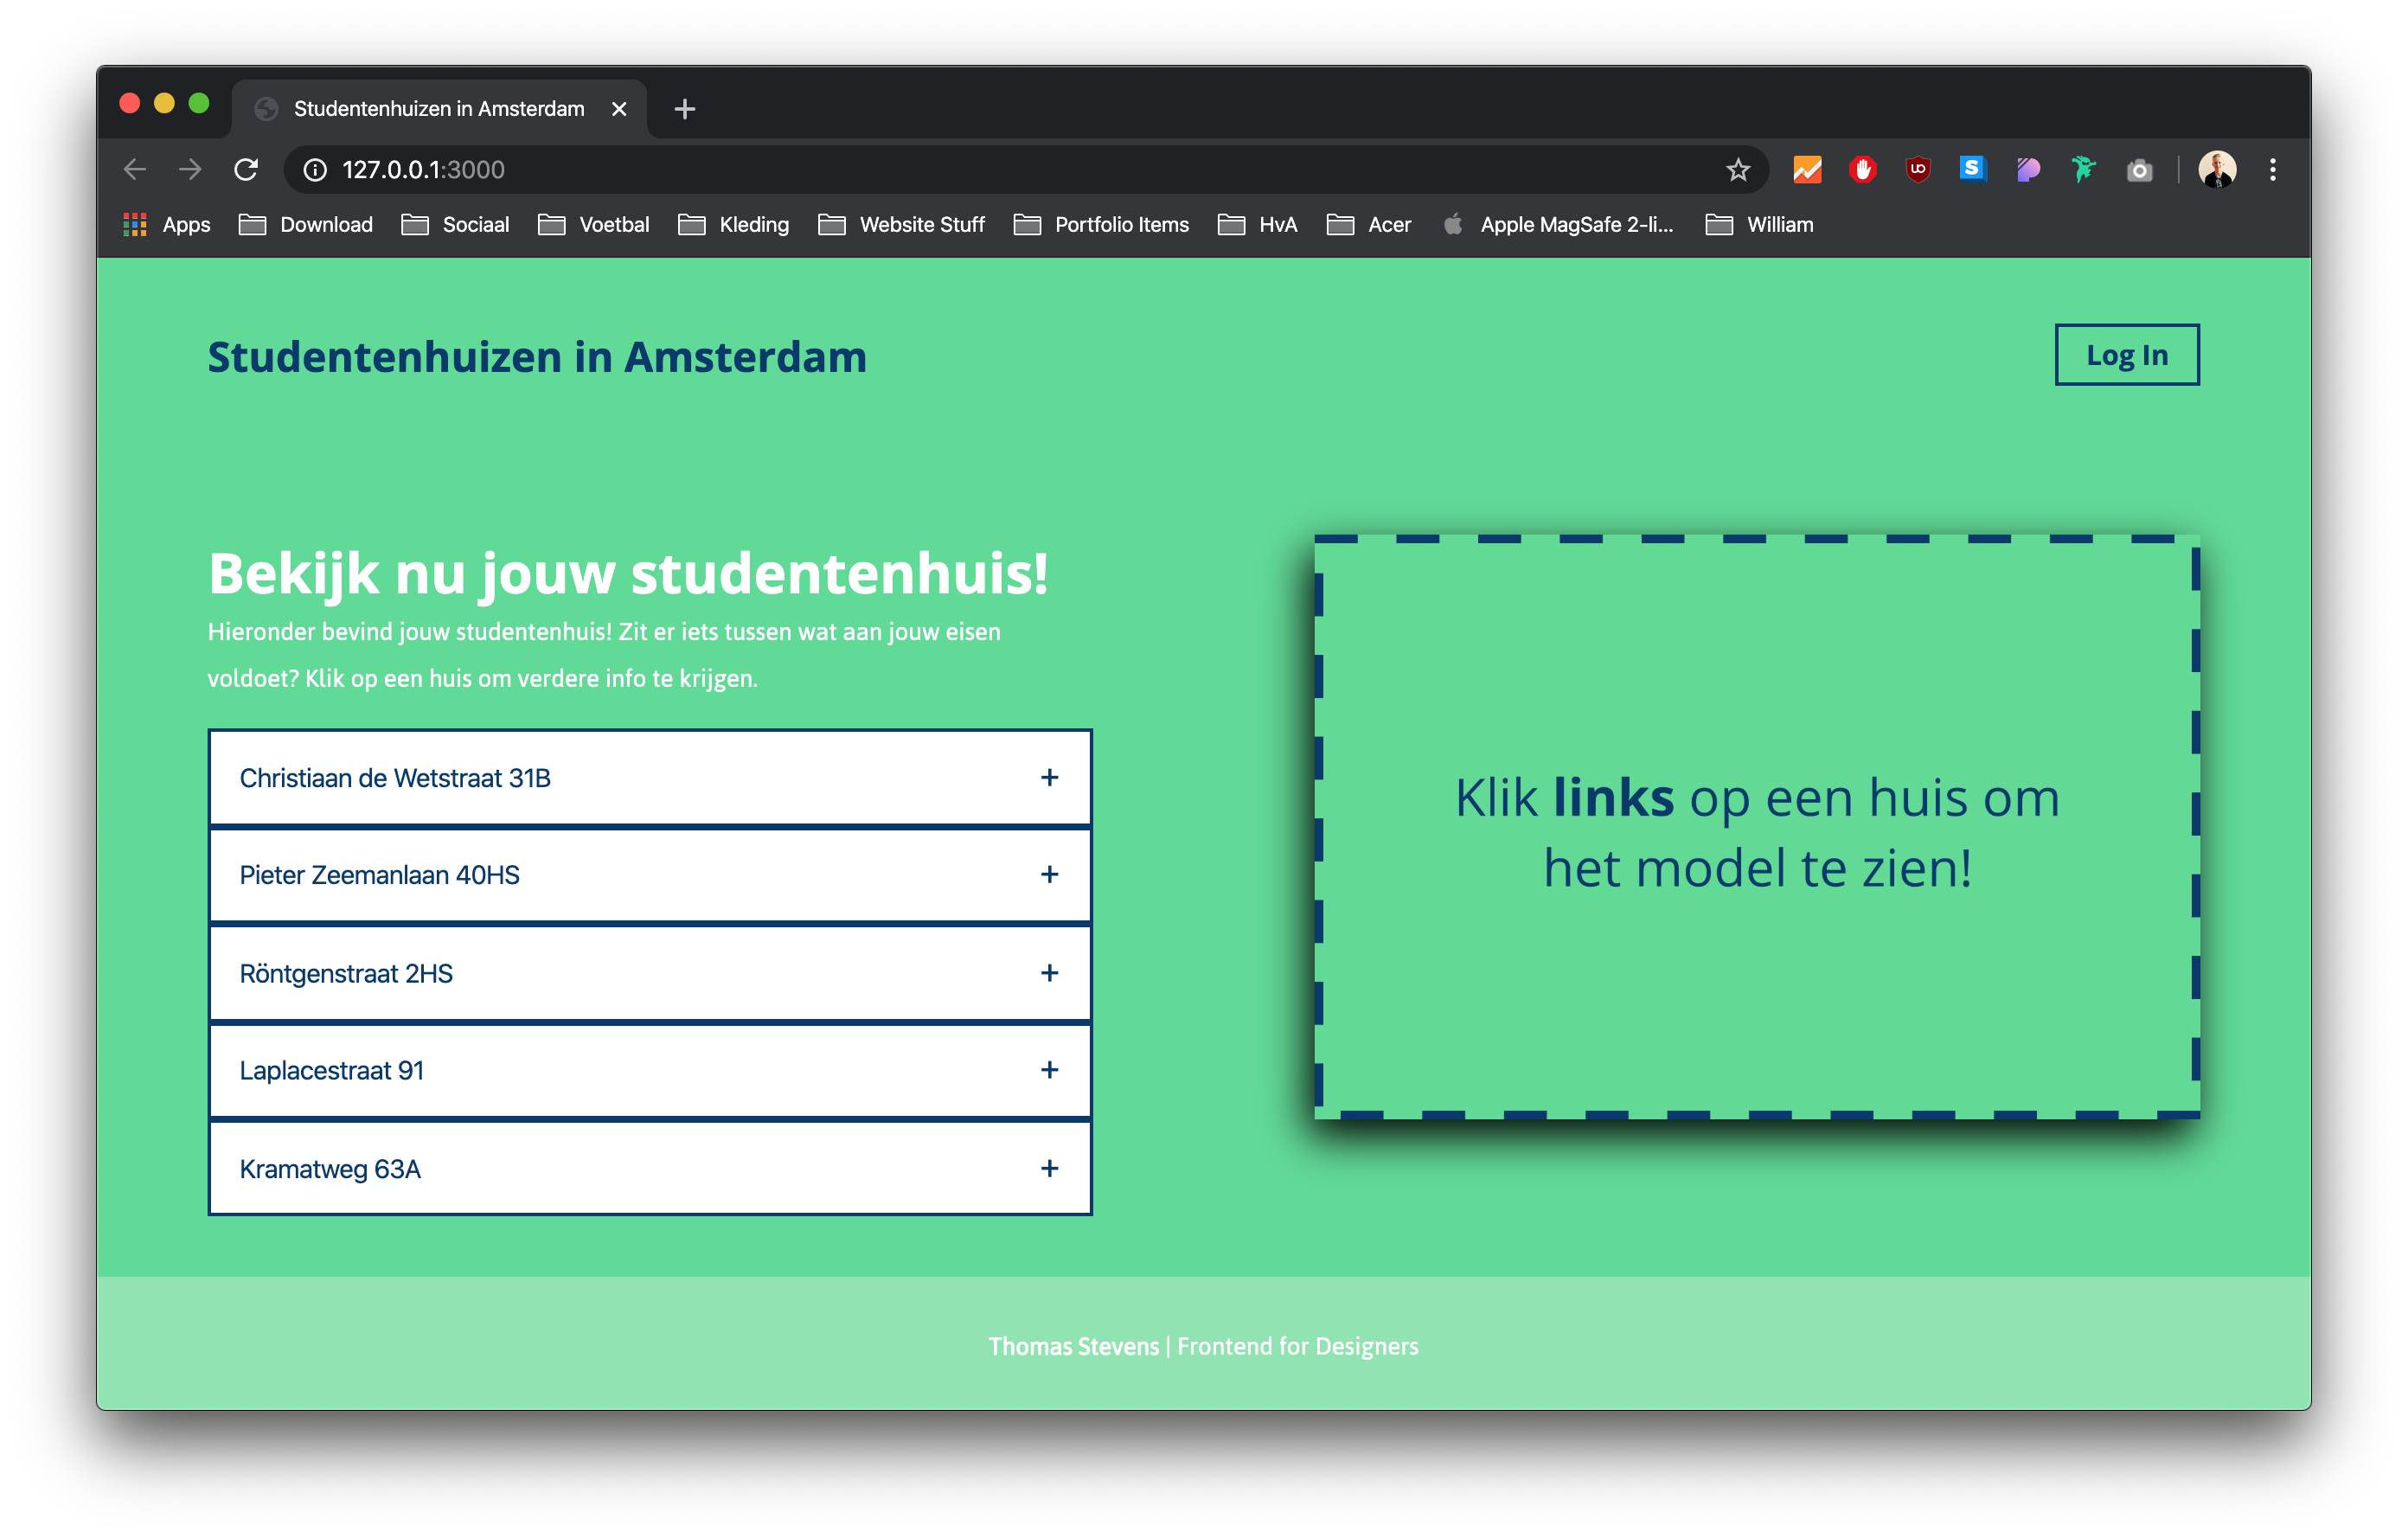 Studentenhuizen in Amsterdam
127.0.0.1:3000
Apps Download Sociaal Voetbal Kleding Website Stuff Portfolio Items HvA Acer Apple MagSafe 2-li... William
Studentenhuizen in Amsterdam
Log In
Bekijk nu jouw studentenhuis!
Hieronder bevind jouw studentenhuis! Zit er iets tussen wat aan jouw eisen
voldoet? Klik op een huis om verdere info te krijgen.
Christiaan de Wetstraat 31B +
Pieter Zeemanlaan 40HS +
Röntgenstraat 2HS +
Laplacestraat 91 +
Kramatweg 63A +
Klik links op een huis om
het model te zien!
Thomas Stevens | Frontend for Designers